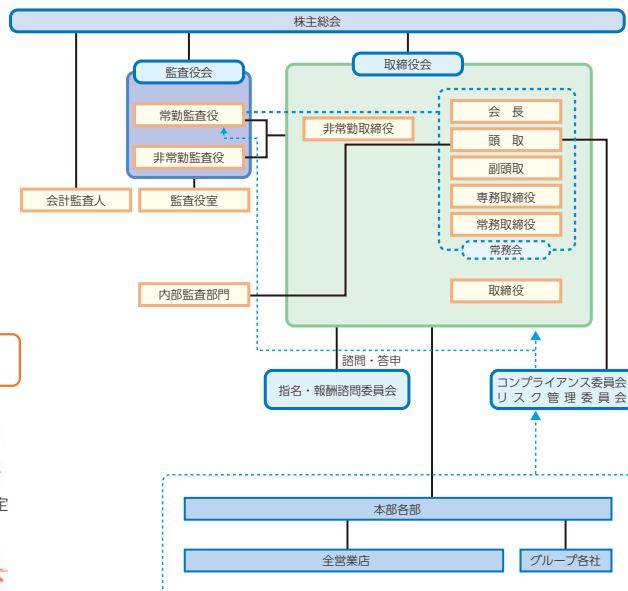 株主総会
監査役会
取締役会
常勤監査役
非常勤監査役
非常勤取締役
会　長
頭　取
副頭取
専務取締役
常務取締役
常務会
会計監査人
監査役室
内部監査部門
取締役
諮問・答申
指名・報酬諮問委員会
コンプライアンス委員会
リ ス ク 管 理 委 員 会
定
本部各部
全営業店
グループ各社